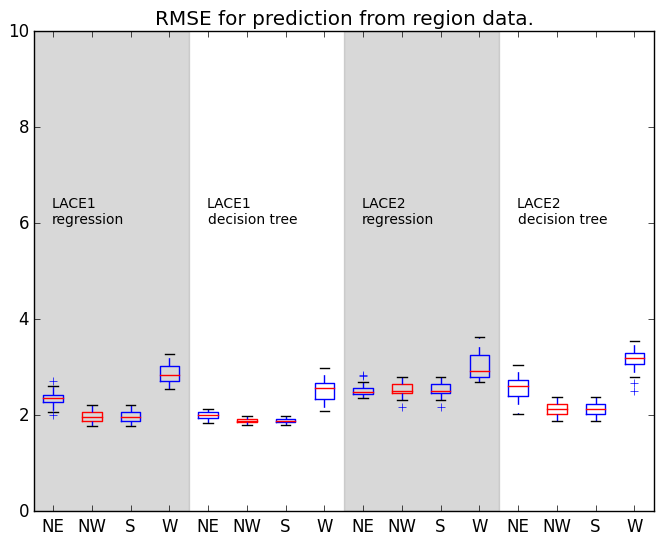 RMSE for prediction from region data.
10
8
6
4
2
0
LACE1
regression
LACE1
decision tree
LACE2
regression
LACE2
decision tree
NE NW S W NE NW S W NE NW S W NE NW S W